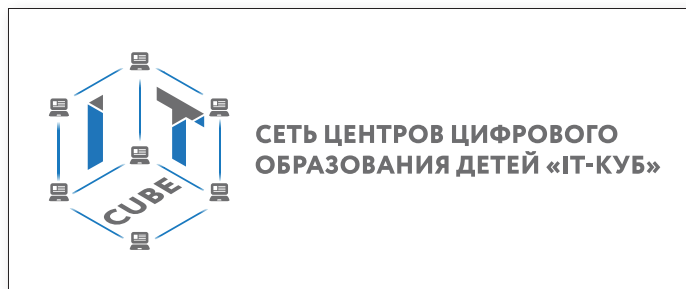 IT
CUBE
СЕТЬ ЦЕНТРОВ ЦИФРОВОГО
ОБРАЗОВАНИЯ ДЕТЕЙ «IT-КУБ»